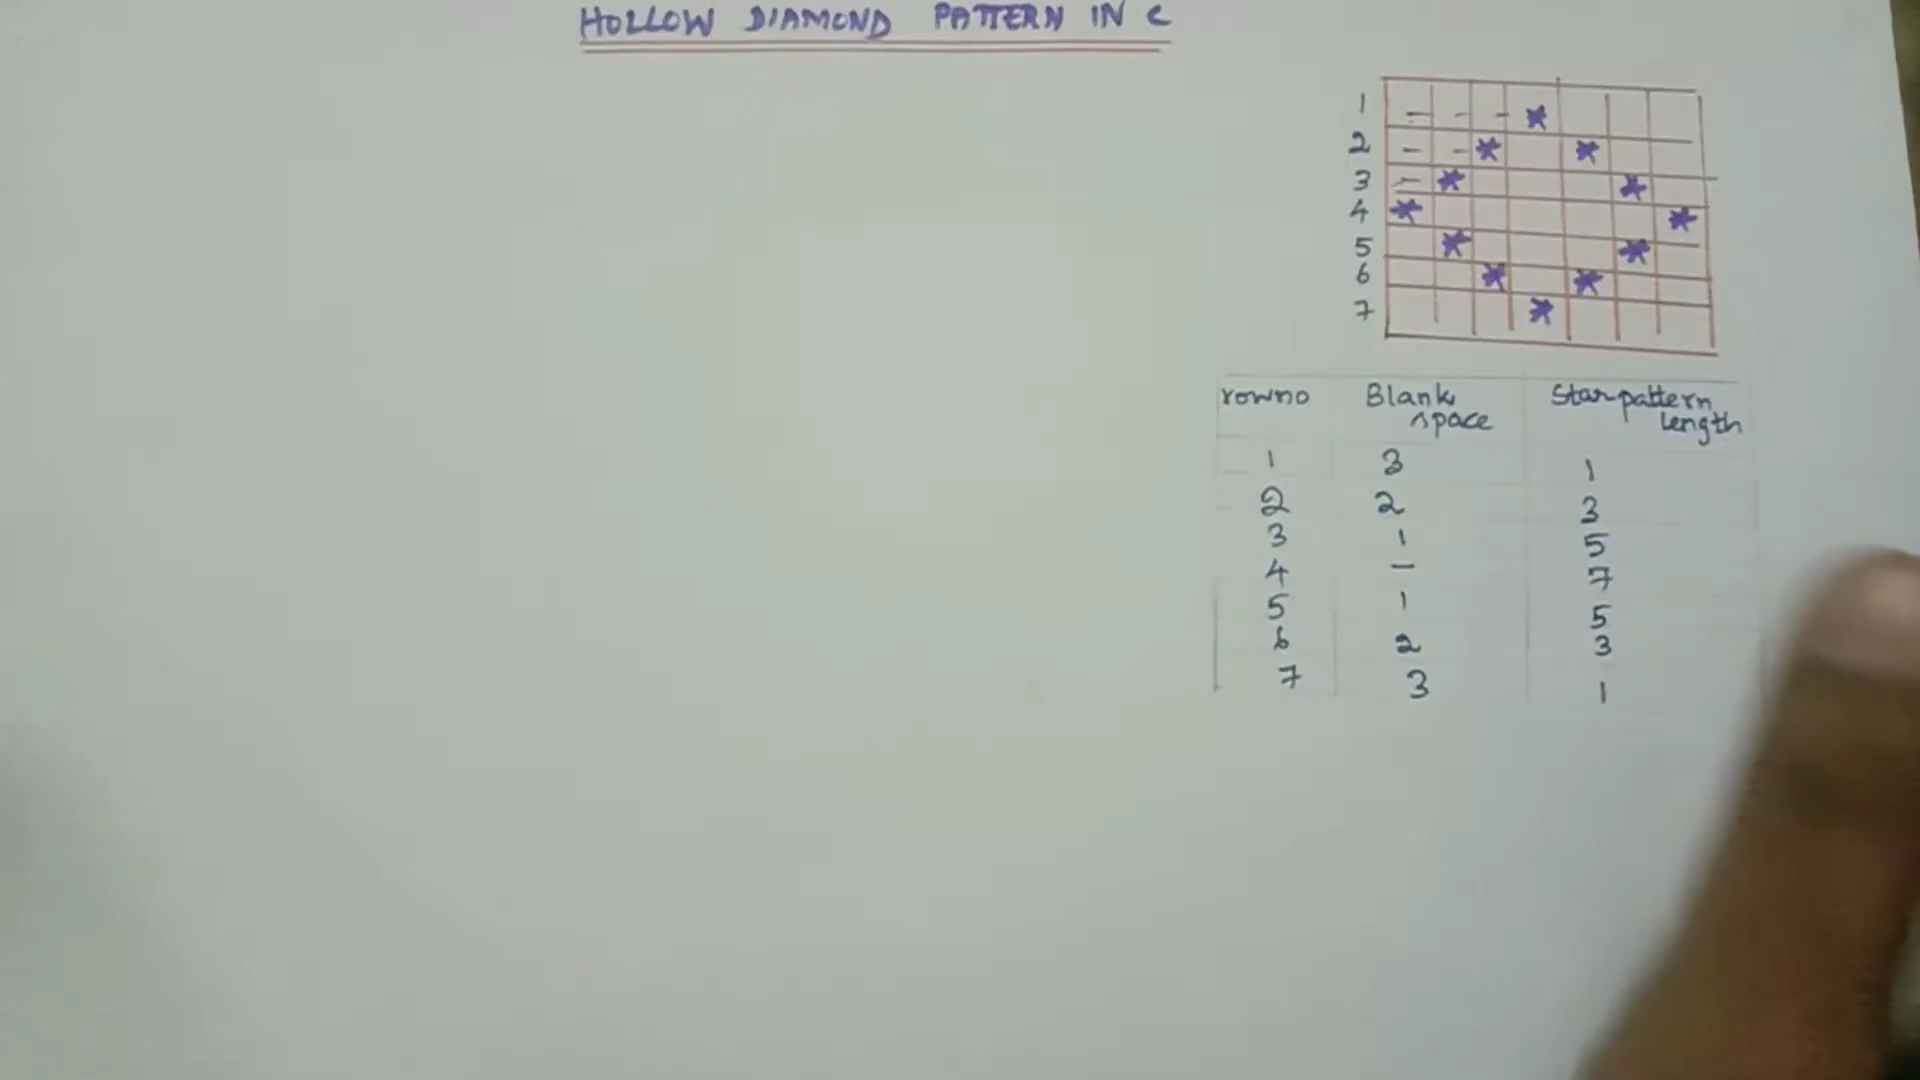 HOLLOW DIAMOND PATTERN IN C
1 - - - *
2 - - * *
3 - * *
4 * *
5 * *
6 * *
7 *
rowno Blank space Star pattern length
1 3 1
2 2 3
3 1 5
4 - 7
5 1 5
6 2 3
7 3 1